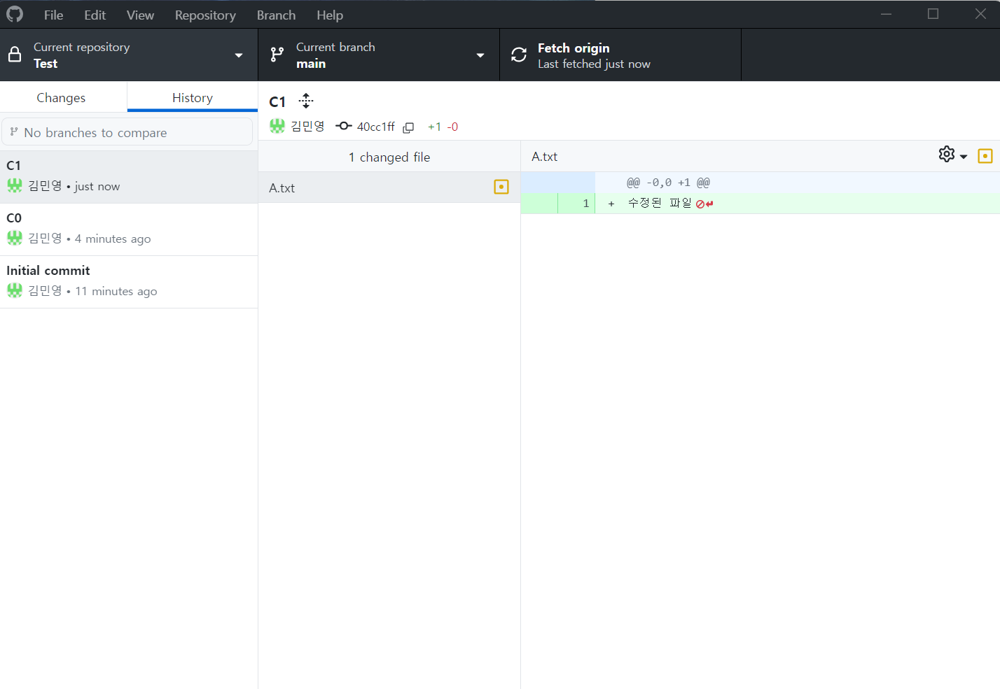 File Edit View Repository Branch Help
Current repository
Test
Current branch
main
Fetch origin
Last fetched just now
Changes
History
No branches to compare
C1
김민영 • just now
C0
김민영 • 4 minutes ago
Initial commit
김민영 • 11 minutes ago
C1
김민영 40cc1ff +1 -0
1 changed file
A.txt
A.txt
@@ -0,0 +1 @@
1 + 수정된 파일